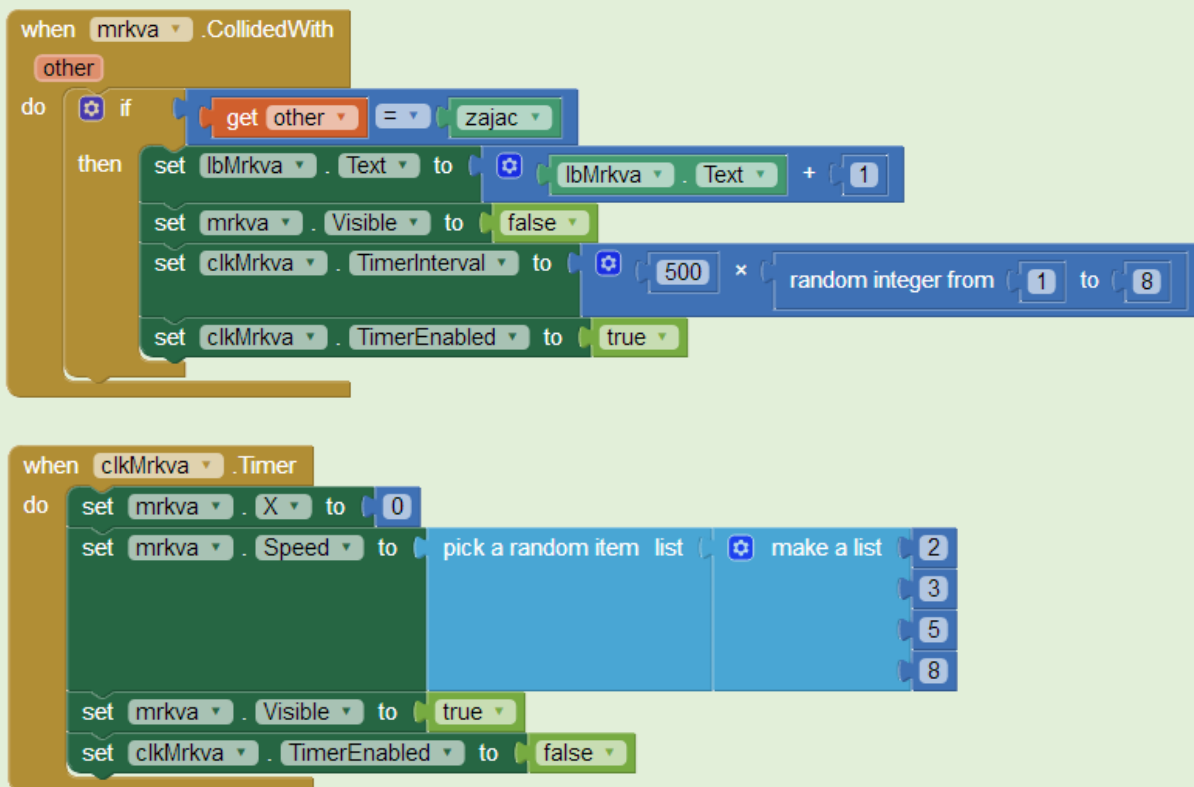 when mrkva .CollidedWith
other
do if get other = zajac
then set lbMrkva . Text to lbMrkva . Text + 1
set mrkva . Visible to false
set clkMrkva . TimerInterval to 500 × random integer from 1 to 8
set clkMrkva . TimerEnabled to true
when clkMrkva .Timer
do set mrkva . X to 0
set mrkva . Speed to pick a random item list make a list 2
3
5
8
set mrkva . Visible to true
set clkMrkva . TimerEnabled to false